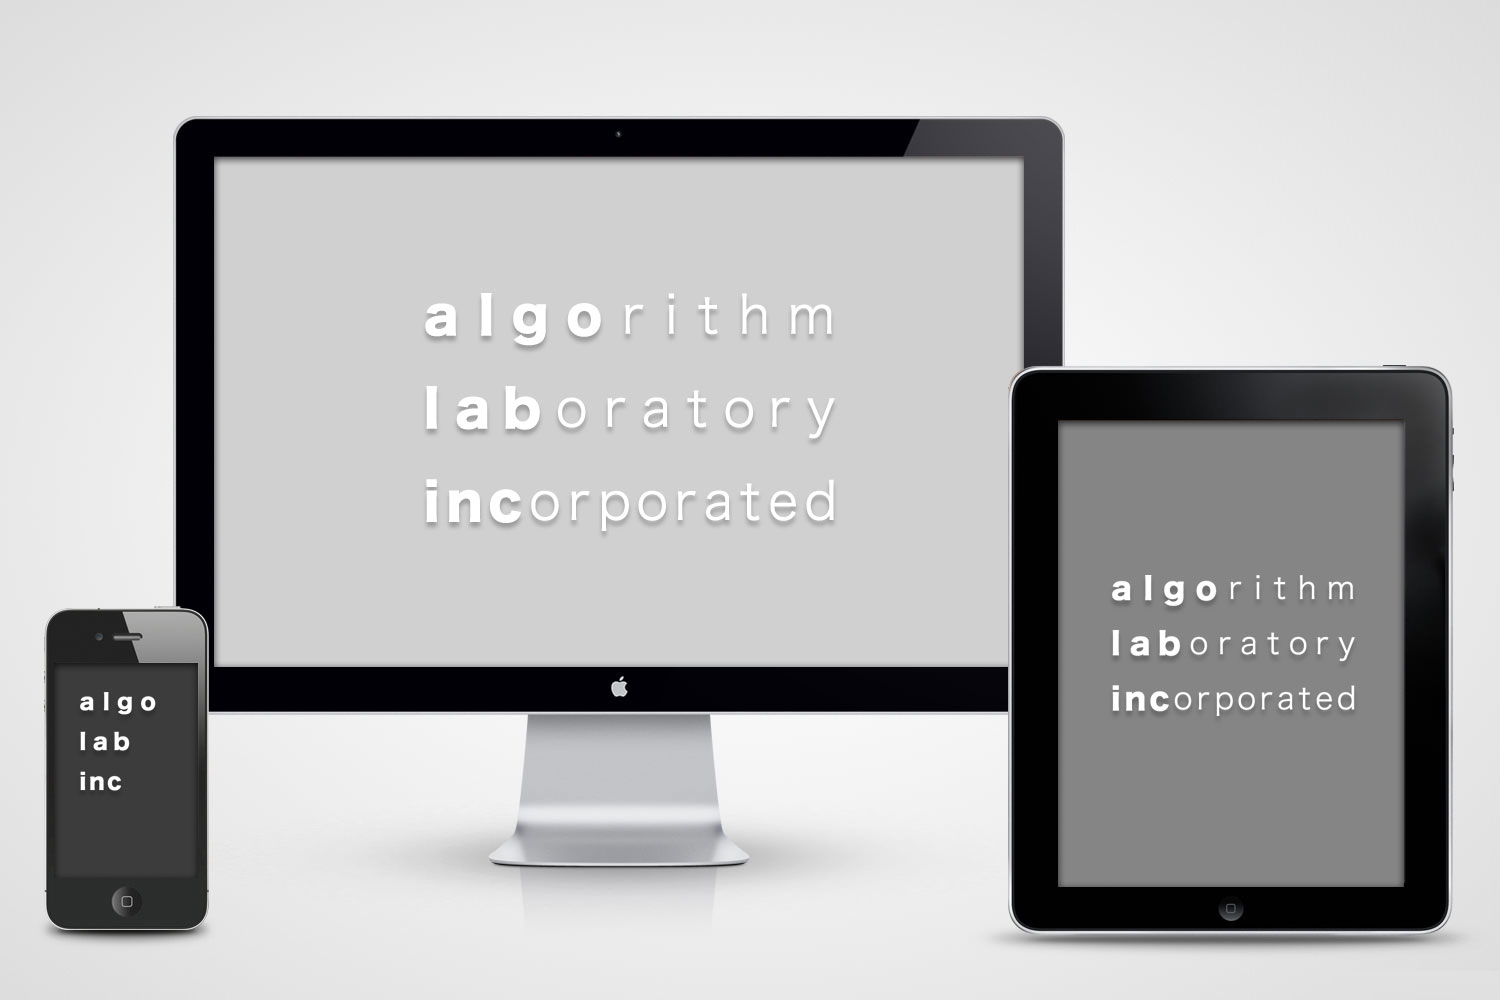 algorithm
laboratory
incorporated
algo
lab
inc
algorithm
laboratory
incorporated